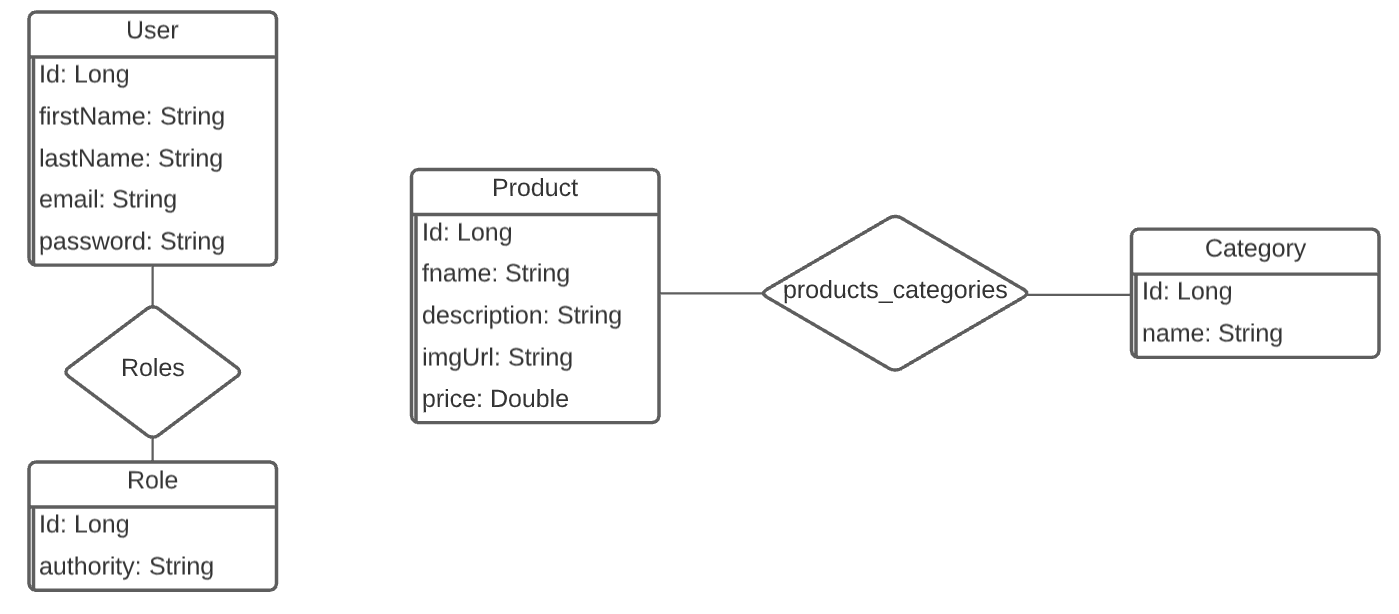 User
Id: Long
firstName: String
lastName: String
email: String
password: String
Roles
Role
Id: Long
authority: String
Product
Id: Long
fname: String
description: String
imgUrl: String
price: Double
products_categories
Category
Id: Long
name: String